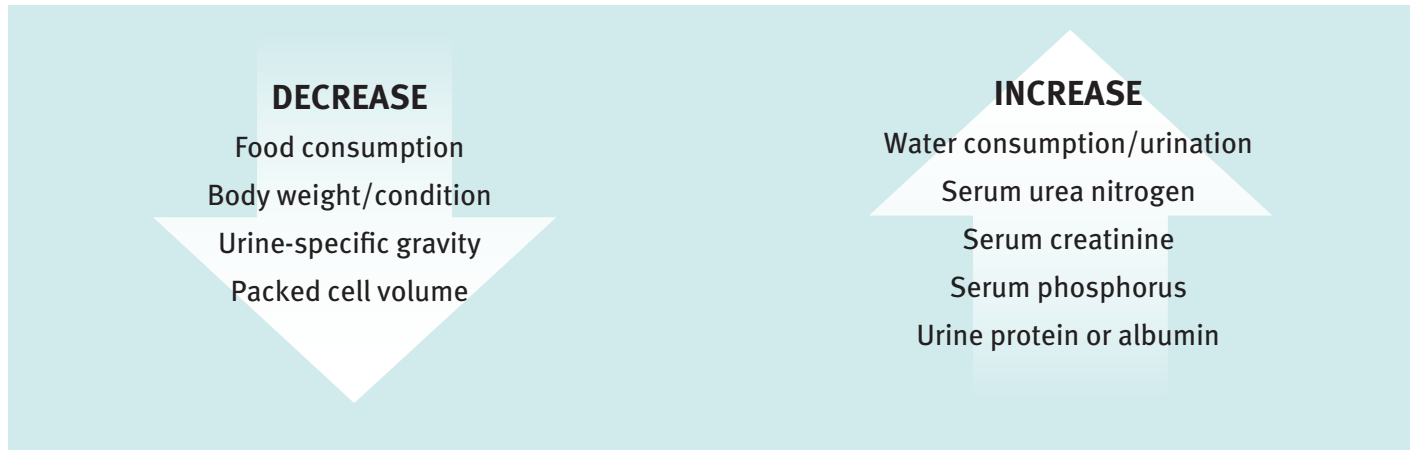 DECREASE
Food consumption
Body weight/condition
Urine-specific gravity
Packed cell volume
INCREASE
Water consumption/urination
Serum urea nitrogen
Serum creatinine
Serum phosphorus
Urine protein or albumin